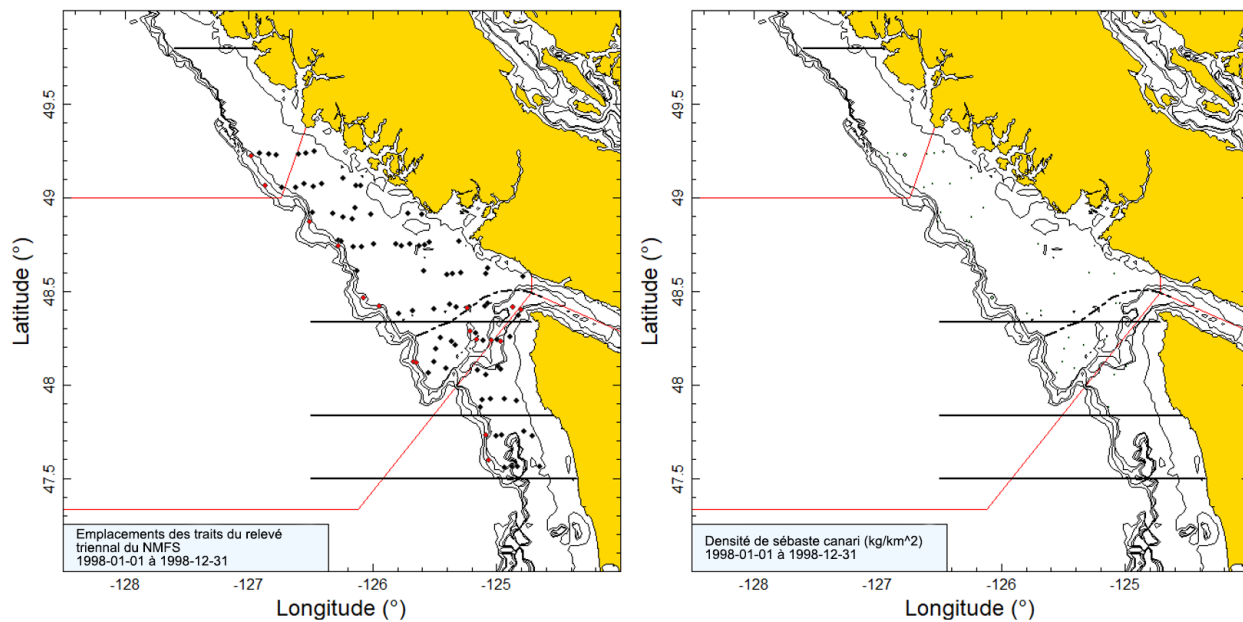 49.5
49
48.5
48
47.5
Latitude (°)
Emplacements des traits du relevé
triennal du NMFS
1998-01-01 à 1998-12-31
-128
-127
-126
-125
Longitude (°)
49.5
49
48.5
48
47.5
Latitude (°)
Densité de sébaste canari (kg/km^2)
1998-01-01 à 1998-12-31
-128
-127
-126
-125
Longitude (°)